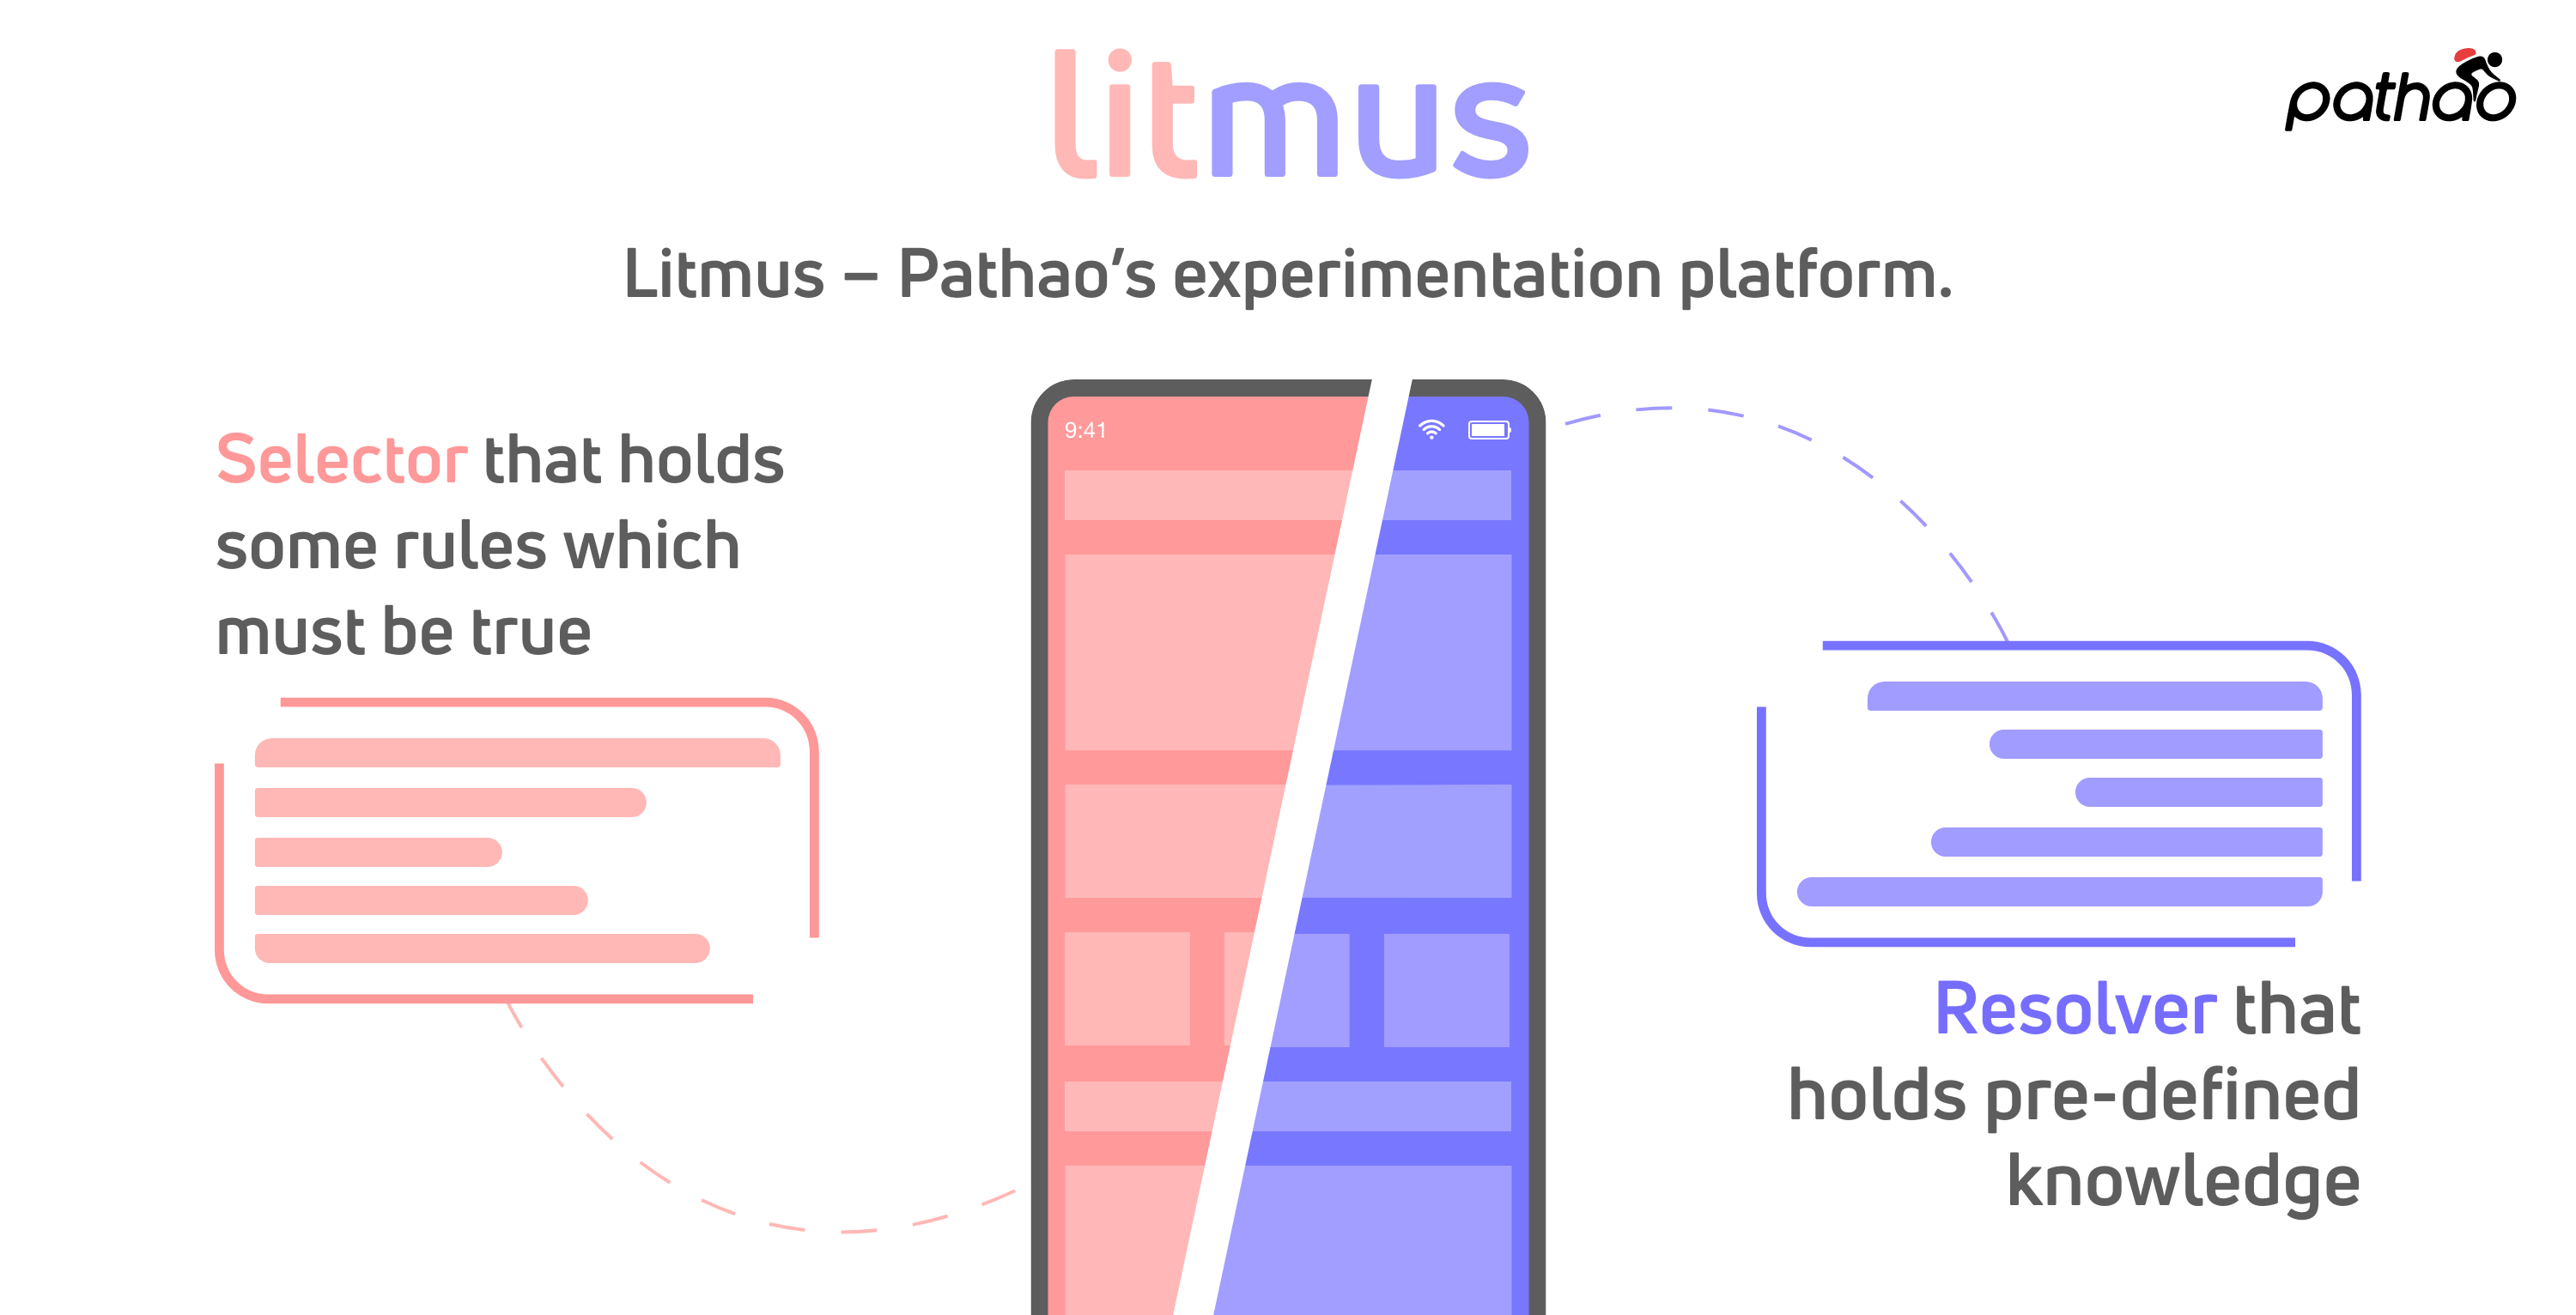 litmus
pathao
Litmus – Pathao’s experimentation platform.
9:41
Selector that holds
some rules which
must be true
Resolver that
holds pre-defined
knowledge